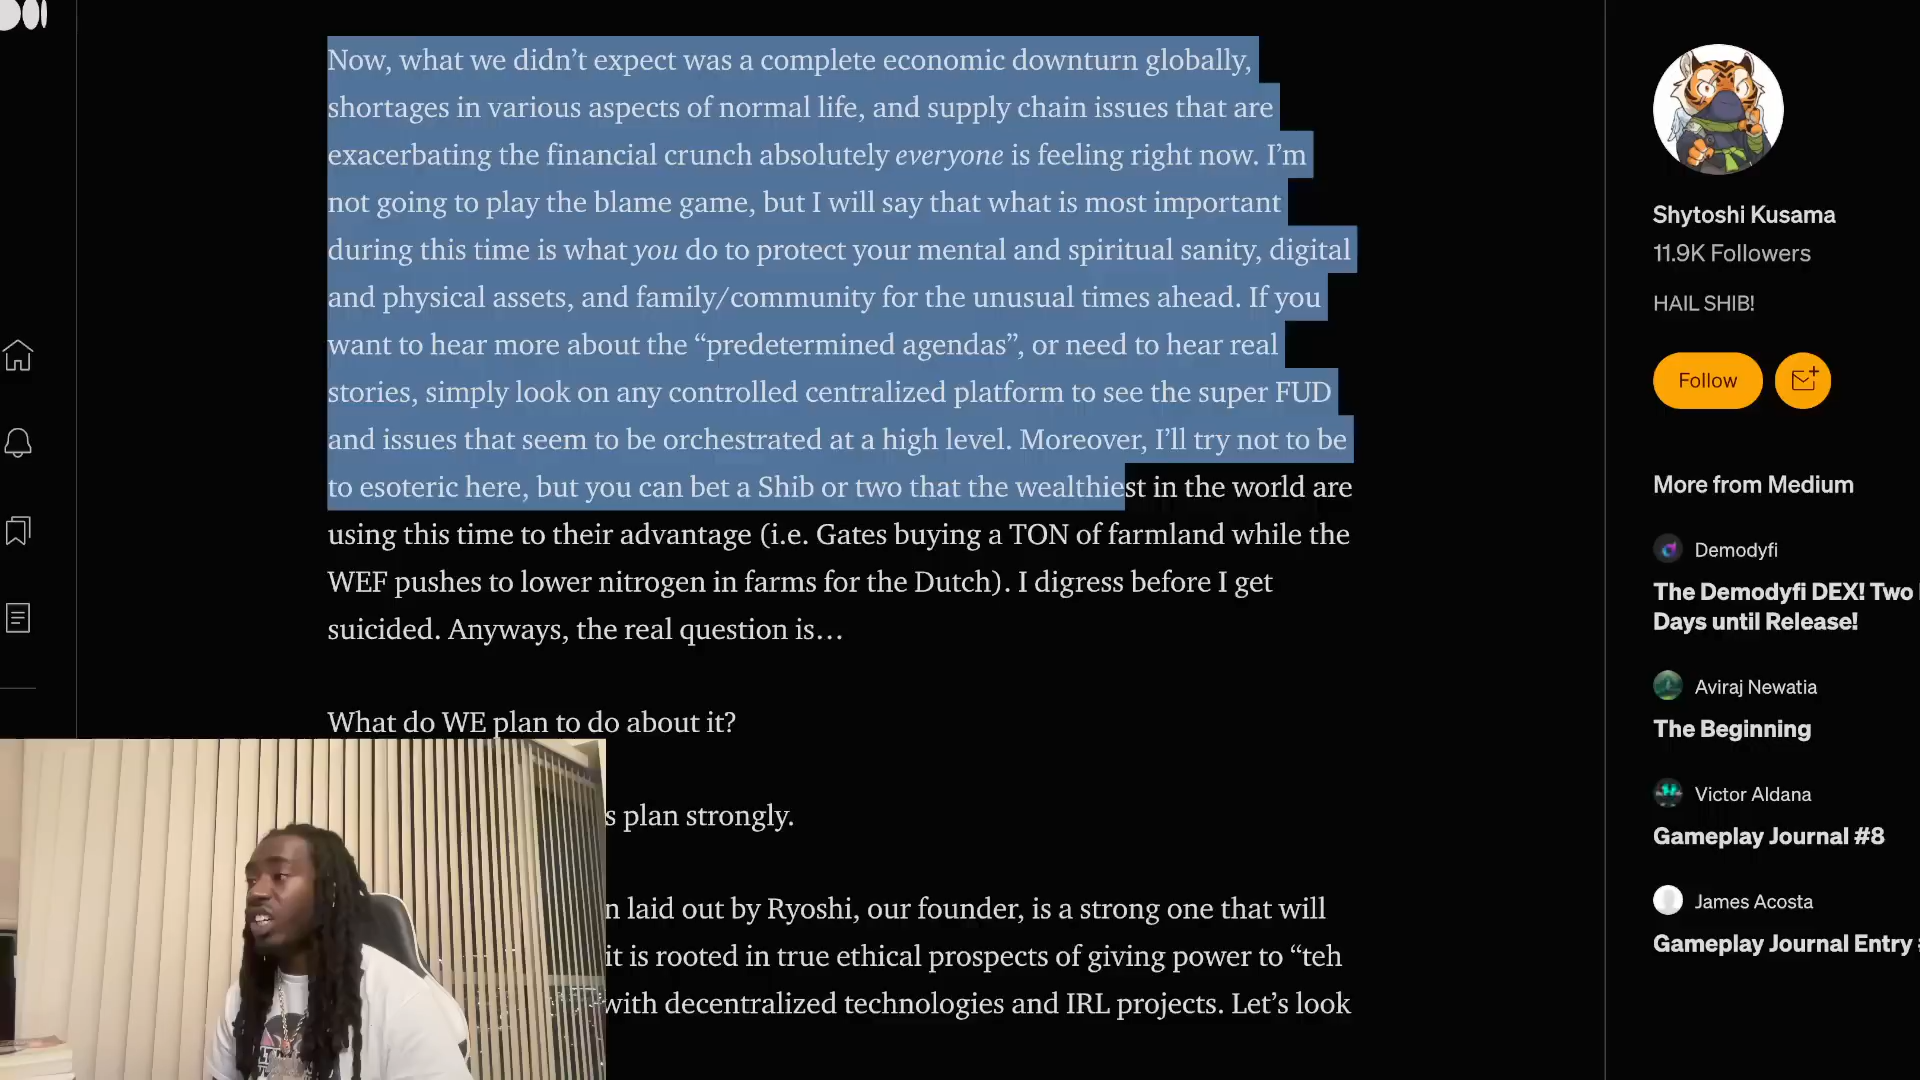 Now, what we didn’t expect was a complete economic downturn globally,
shortages in various aspects of normal life, and supply chain issues that are
exacerbating the financial crunch absolutely everyone is feeling right now. I’m
not going to play the blame game, but I will say that what is most important
during this time is what you do to protect your mental and spiritual sanity, digital
and physical assets, and family/community for the unusual times ahead. If you
want to hear more about the “predetermined agendas”, or need to hear real
stories, simply look on any controlled centralized platform to see the super FUD
and issues that seem to be orchestrated at a high level. Moreover, I’ll try not to be
to esoteric here, but you can bet a Shib or two that the wealthiest in the world are
using this time to their advantage (i.e. Gates buying a TON of farmland while the
WEF pushes to lower nitrogen in farms for the Dutch). I digress before I get
suicided. Anyways, the real question is…
What do WE plan to do about it?
s plan strongly.
n laid out by Ryoshi, our founder, is a strong one that will
it is rooted in true ethical prospects of giving power to “teh
with decentralized technologies and IRL projects. Let’s look
Shytoshi Kusama
11.9K Followers
HAIL SHIB!
Follow
More from Medium
Demodyfi
The Demodyfi DEX! Two
Days until Release!
Aviraj Newatia
The Beginning
Victor Aldana
Gameplay Journal #8
James Acosta
Gameplay Journal Entry